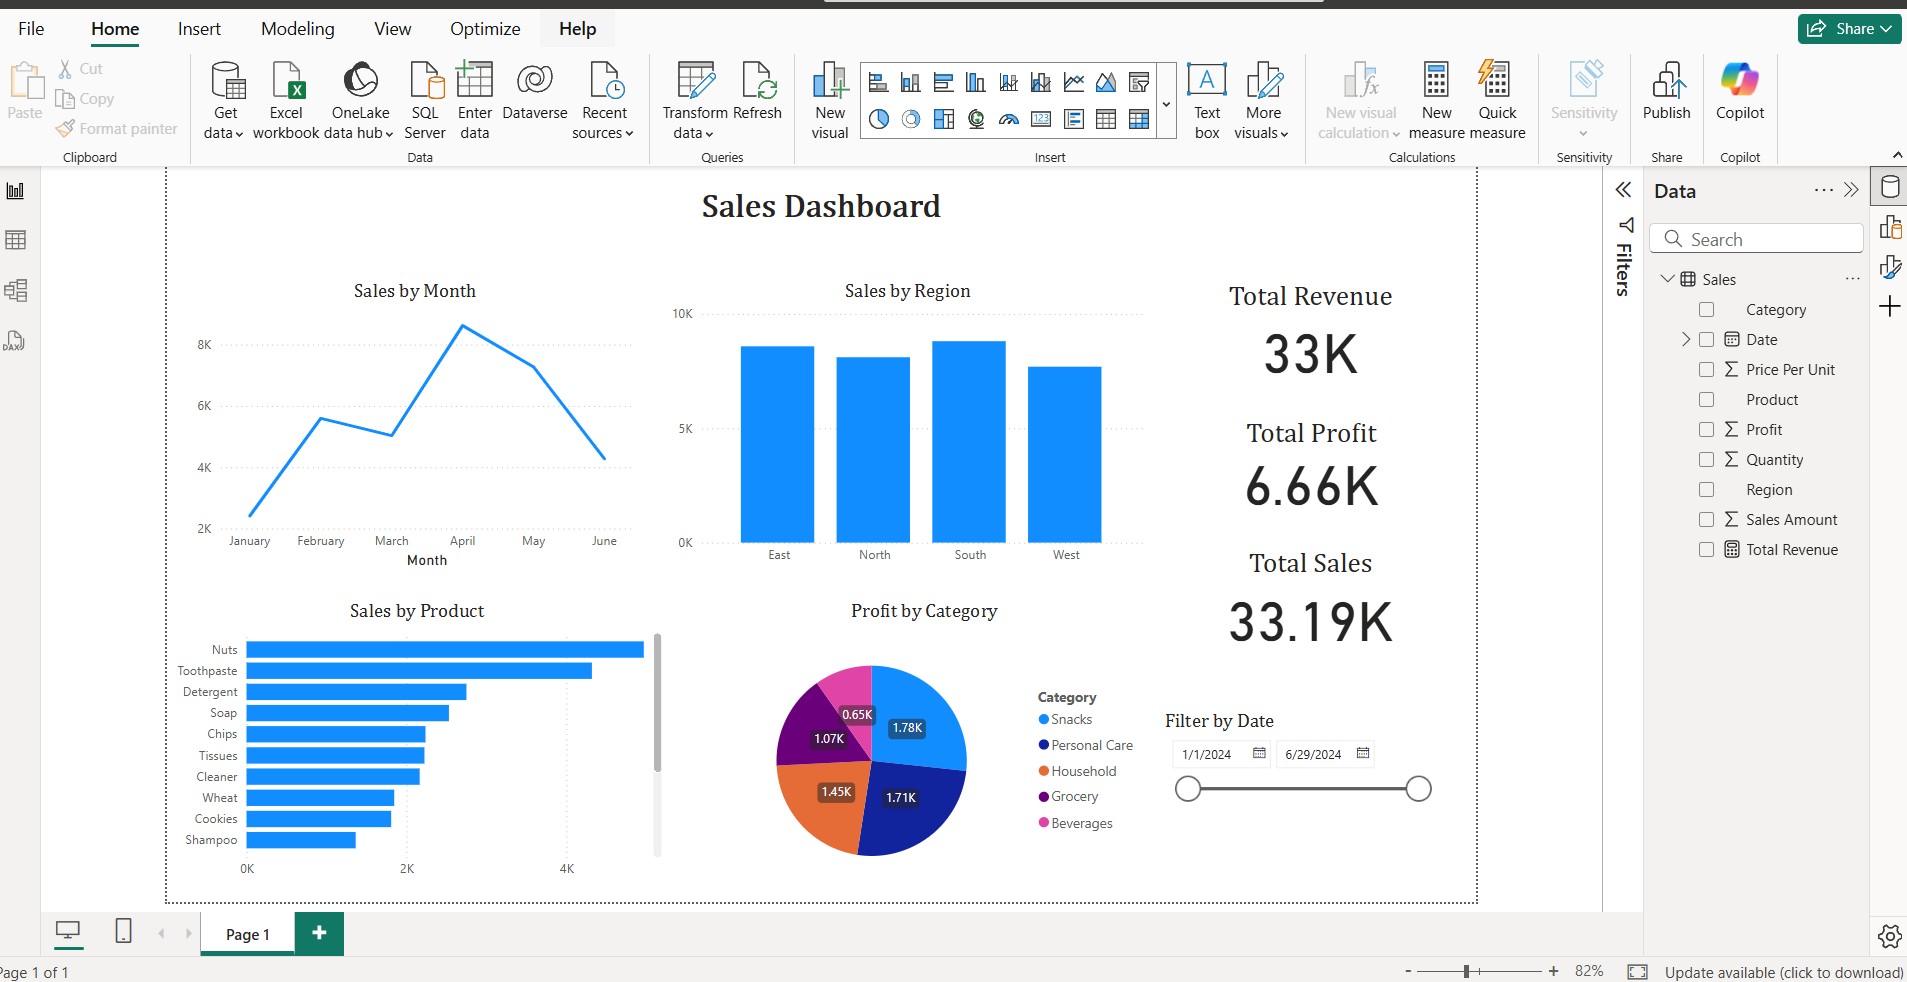 File Home Insert Modeling View Optimize Help Share
Paste
Cut
Copy
Format painter
Clipboard
Get data
Excel workbook
OneLake data hub
SQL Server
Enter data
Dataverse
Recent sources
Data
Transform data
Refresh
Queries
New visual
Text box
More visuals
Insert
New visual calculation
New measure
Quick measure
Calculations
Sensitivity
Sensitivity
Publish
Share
Copilot
Copilot
Sales Dashboard
Sales by Month
8K
6K
4K
2K
January February March April May June
Month
Sales by Region
10K
5K
0K
East North South West
Total Revenue
33K
Total Profit
6.66K
Total Sales
33.19K
Sales by Product
Nuts
Toothpaste
Detergent
Soap
Chips
Tissues
Cleaner
Wheat
Cookies
Shampoo
0K 2K 4K
Profit by Category
0.65K
1.78K
1.07K
1.45K
1.71K
Category
Snacks
Personal Care
Household
Grocery
Beverages
Filter by Date
1/1/2024 6/29/2024
Filters
Data
Search
Sales
Category
Date
Price Per Unit
Product
Profit
Quantity
Region
Sales Amount
Total Revenue
DAX
Page 1
Page 1 of 1
82%
Update available (click to download)